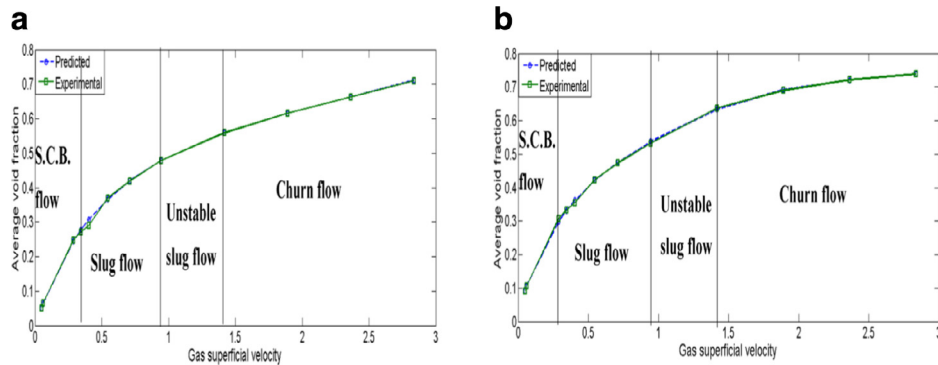 a
0.8
0.7
0.6
0.5
0.4
0.3
0.2
0.1
0
Average void fraction
Predicted
Experimental
S.C.B.
flow
Slug flow
Unstable
slug flow
Churn flow
0 0.5 1 1.5 2 2.5 3
Gas superficial velocity
b
0.8
0.7
0.6
0.5
0.4
0.3
0.2
0.1
0
Average void fraction
Predicted
Experimental
S.C.B.
flow
Slug flow
Unstable
slug flow
Churn flow
0 0.5 1 1.5 2 2.5 3
Gas superficial velocity